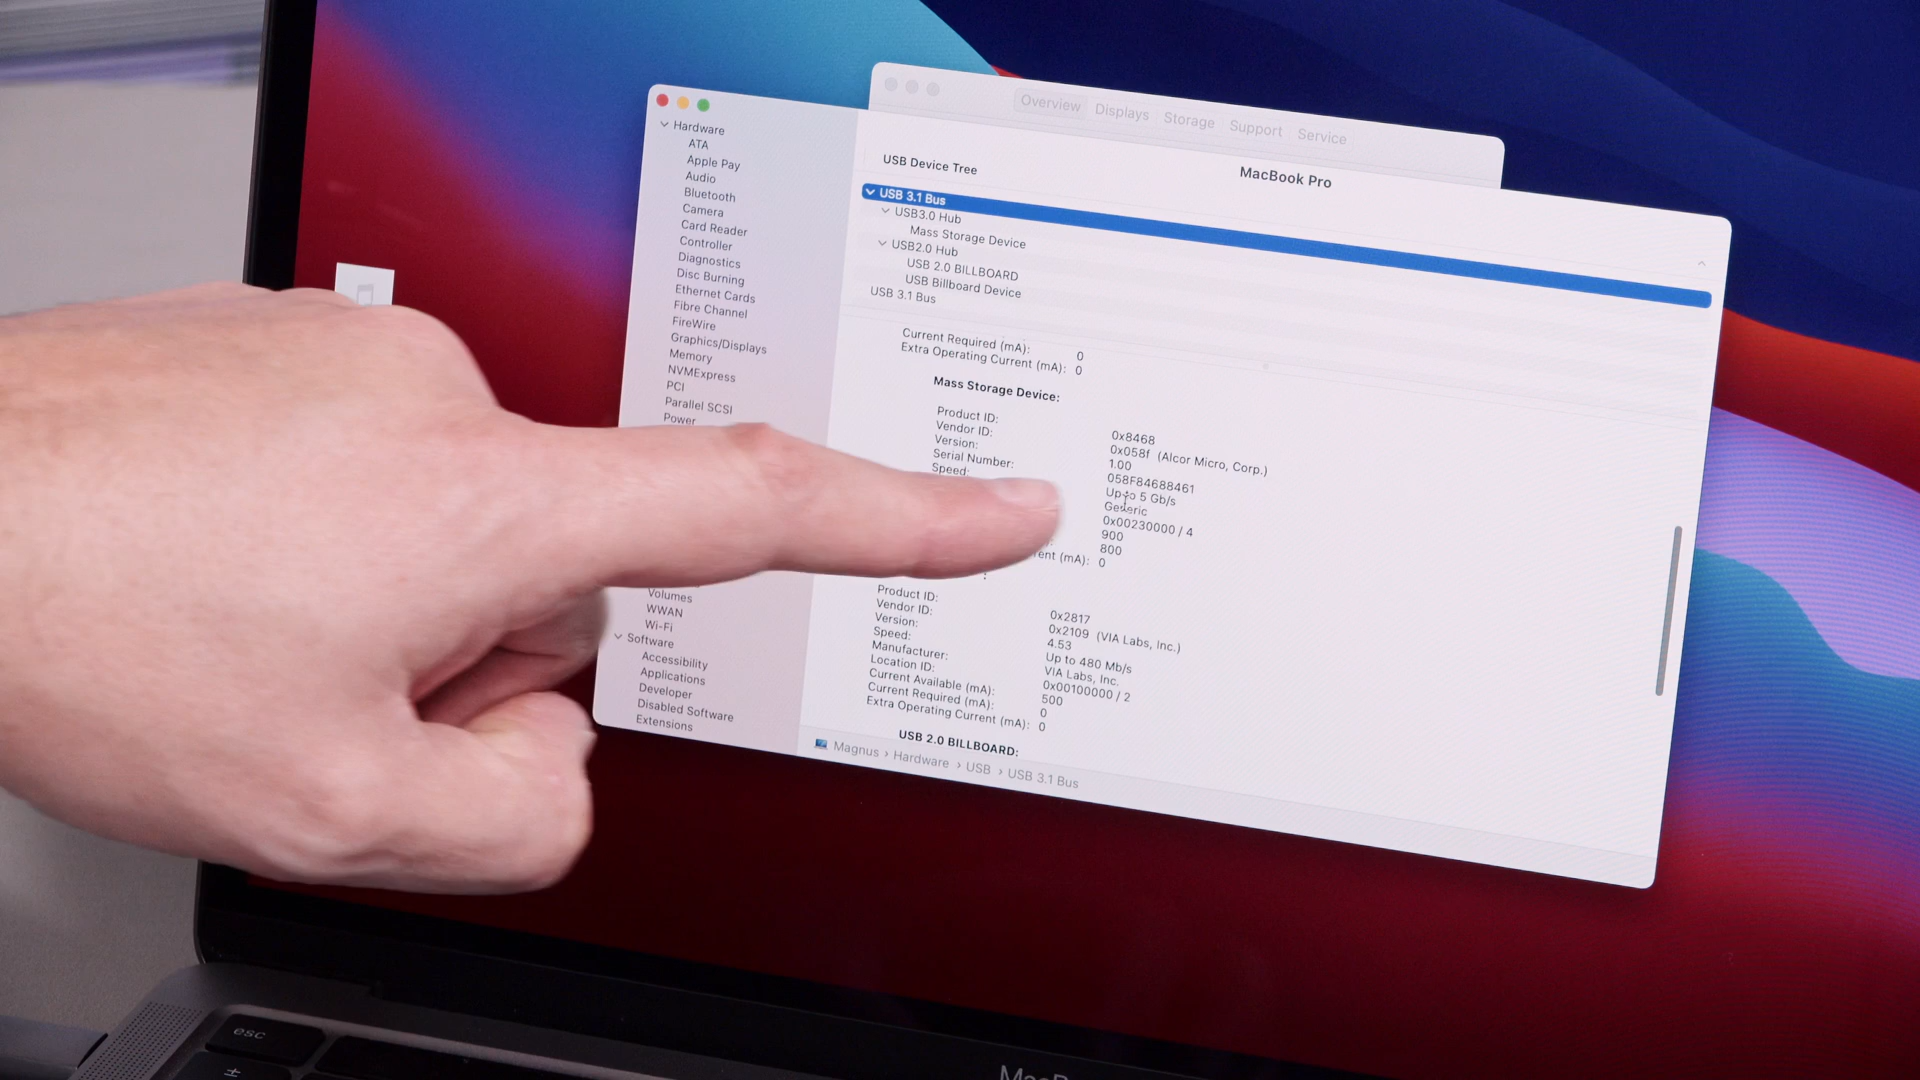 Overview Displays Storage Support Service
MacBook Pro
Hardware
ATA
Apple Pay
Audio
Bluetooth
Camera
Card Reader
Controller
Diagnostics
Disc Burning
Ethernet Cards
Fibre Channel
FireWire
Graphics/Displays
Memory
NVMExpress
PCI
Parallel SCSI
Power
Volumes
WWAN
Wi-Fi
Software
Accessibility
Applications
Developer
Disabled Software
Extensions
USB Device Tree
USB 3.1 Bus
USB3.0 Hub
Mass Storage Device
USB2.0 Hub
USB 2.0 BILLBOARD
USB Billboard Device
USB 3.1 Bus
Current Required (mA): 0
Extra Operating Current (mA): 0
Mass Storage Device:
Product ID: 0x8468
Vendor ID: 0x058f (Alcor Micro, Corp.)
Version: 1.00
Serial Number: 058F84688461
Speed: Up to 5 Gb/s
Generic
0x00230000 / 4
900
800
(mA): 0
Product ID: 0x2817
Vendor ID: 0x2109 (VIA Labs, Inc.)
Version: 4.53
Speed: Up to 480 Mb/s
Manufacturer: VIA Labs, Inc.
Location ID: 0x00100000 / 2
Current Available (mA): 500
Current Required (mA): 0
Extra Operating Current (mA): 0
USB 2.0 BILLBOARD:
Magnus › Hardware › USB › USB 3.1 Bus
esc
±